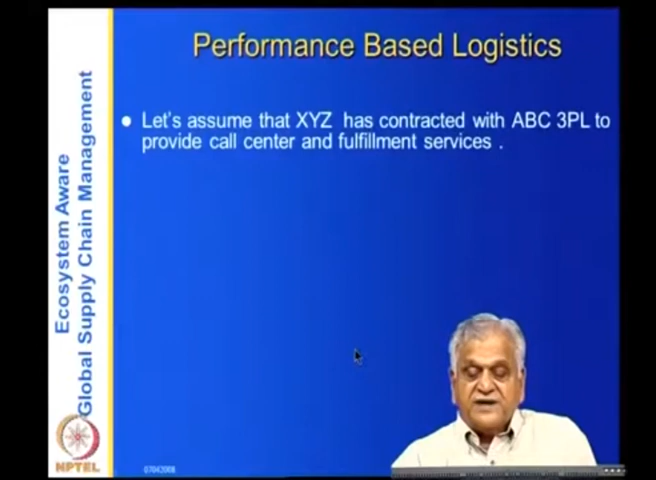 Performance Based Logistics
Let's assume that XYZ has contracted with ABC 3PL to
provide call center and fulfillment services .
Ecosystem Aware
Global Supply Chain Management
NPTEL
07042008